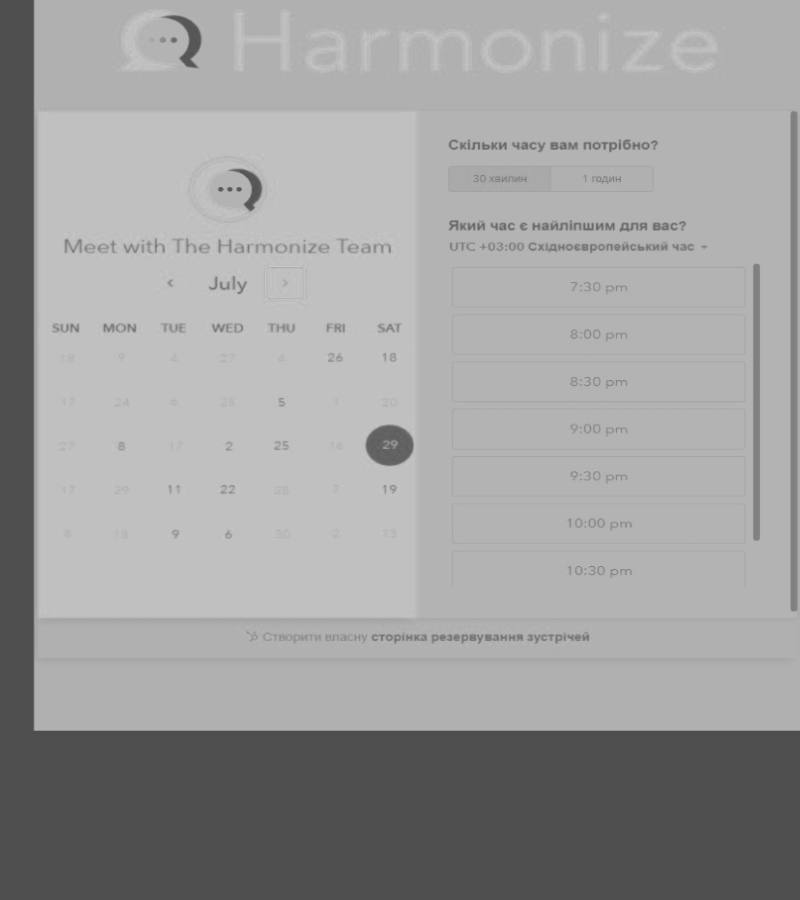 Harmonize
Meet with The Harmonize Team
July
SUN MON TUE WED THU FRI SAT
18 9 4 27 4 26 18
17 24 6 28 5 1 20
27 8 17 2 25 16 29
17 29 11 22 28 7 19
8 18 9 6 30 2 13
Скільки часу вам потрібно?
30 хвилин 1 годин
Який час є найліпшим для вас?
UTC +03:00 Східноєвропейський час
7:30 pm
8:00 pm
8:30 pm
9:00 pm
9:30 pm
10:00 pm
10:30 pm
Створити власну сторінка резервування зустрічей